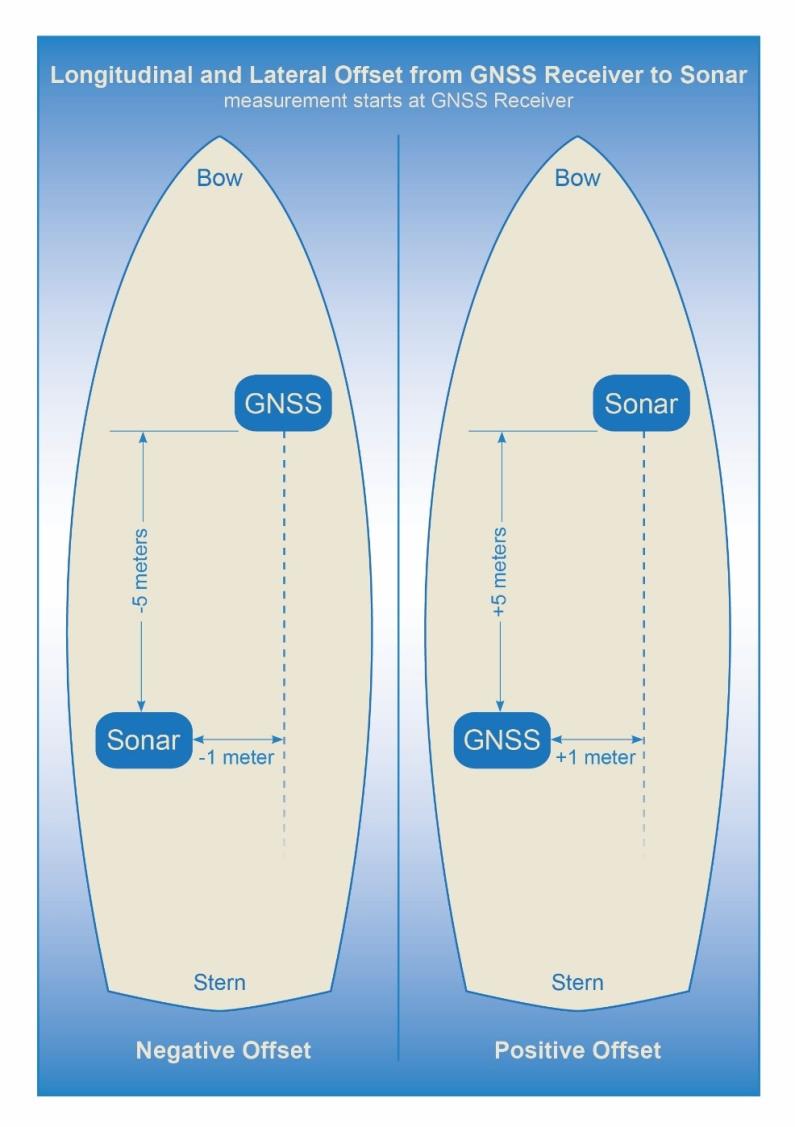 Longitudinal and Lateral Offset from GNSS Receiver to Sonar
measurement starts at GNSS Receiver
Bow
GNSS
-5 meters
Sonar
-1 meter
Stern
Negative Offset
Bow
Sonar
+5 meters
GNSS
+1 meter
Stern
Positive Offset